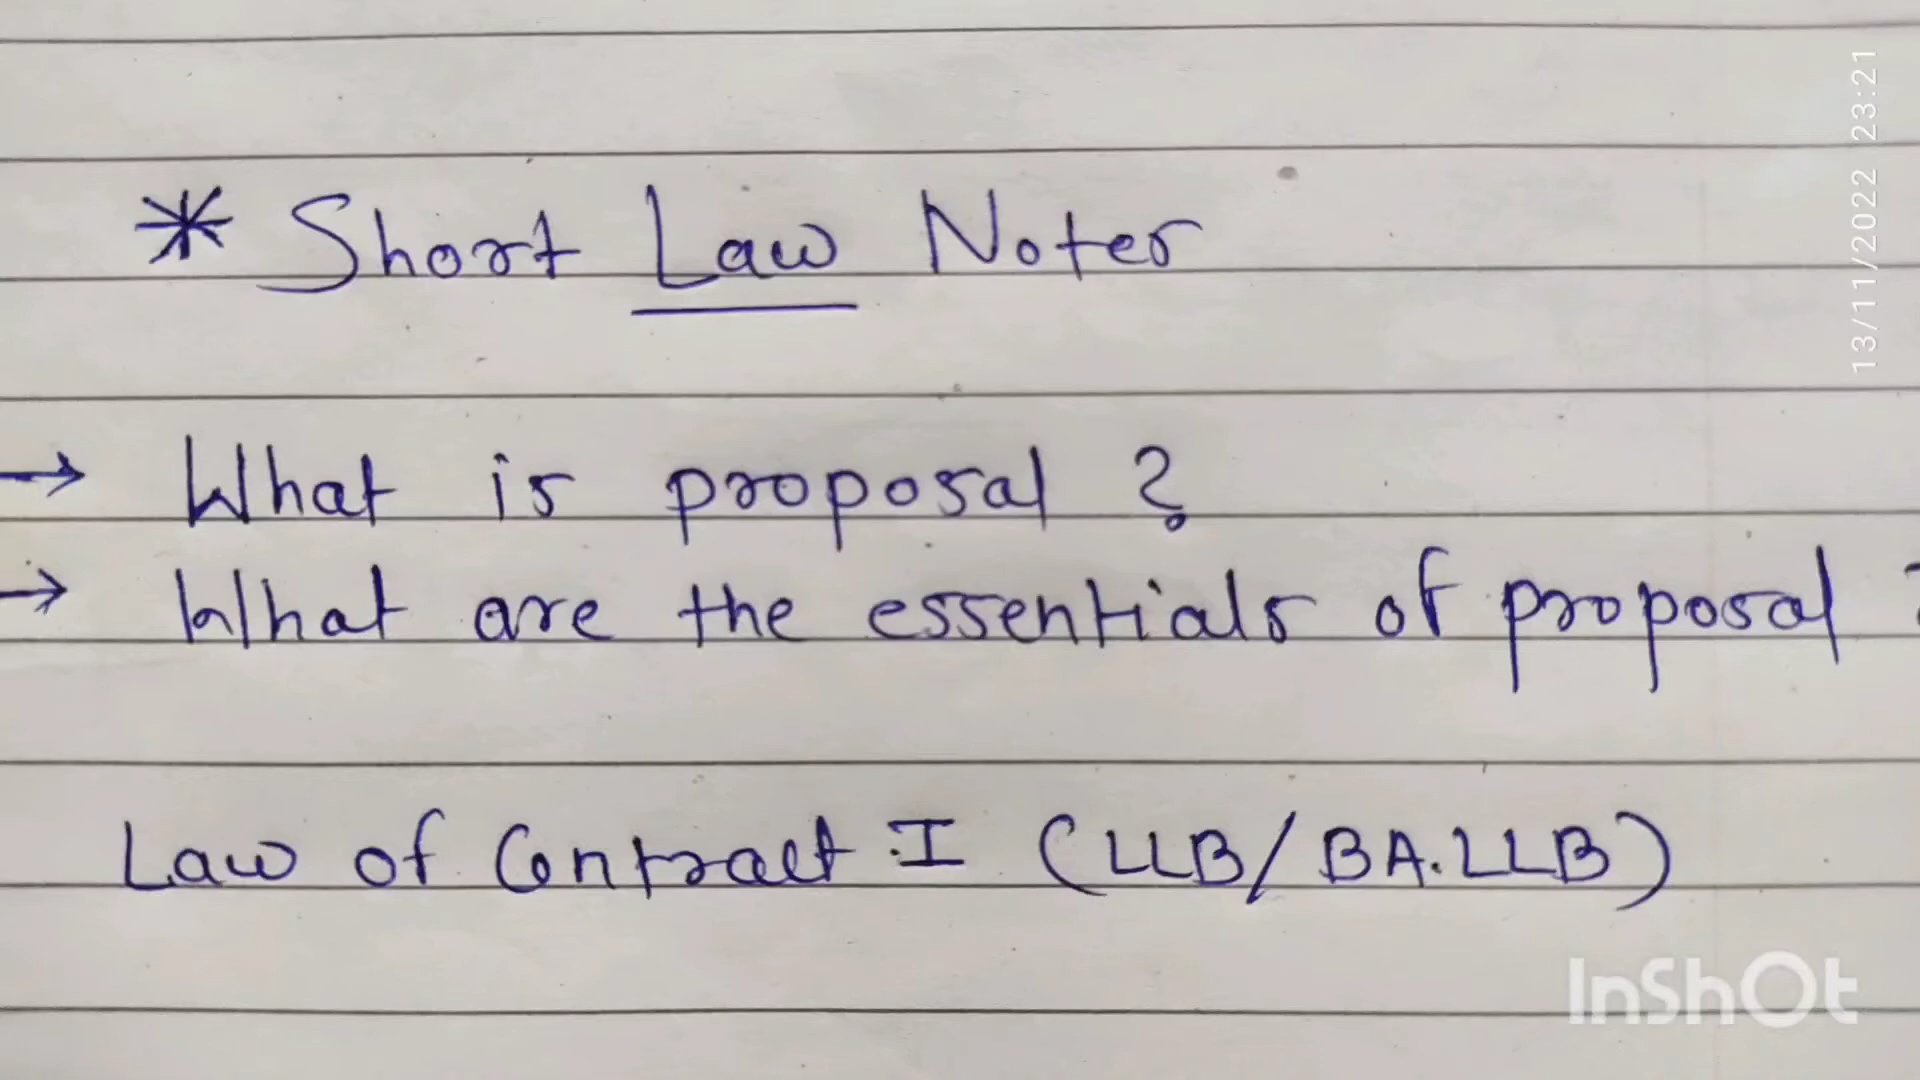 * Short Law Notes
→ What is proposal ?
→ What are the essentials of proposal ?
Law of Contract I (LLB/BA.LLB)
13/11/2022 23:21
InShOt